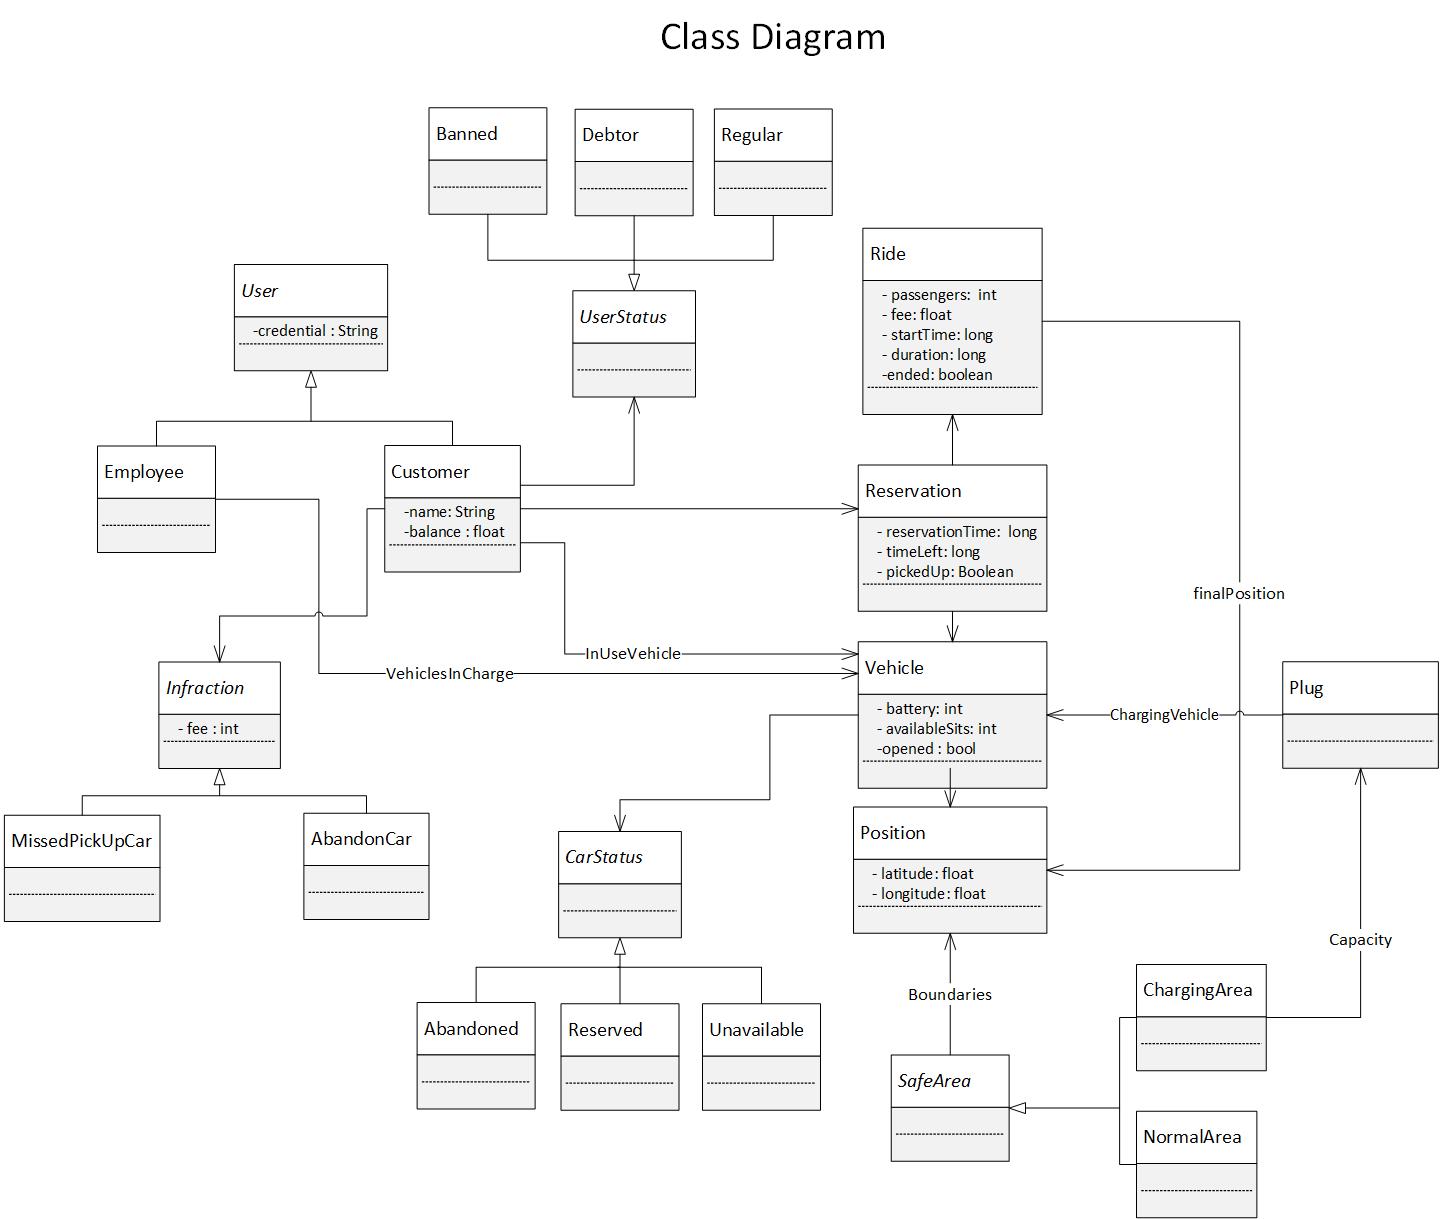 Class Diagram
Banned
Debtor
Regular
Ride
- passengers:  int
- fee: float
- startTime: long
- duration: long
-ended: boolean
User
-credential : String
UserStatus
Employee
Customer
-name: String
-balance : float
Reservation
- reservationTime:  long
- timeLeft: long
- pickedUp: Boolean
finalPosition
InUseVehicle
VehiclesInCharge
Infraction
- fee : int
Vehicle
- battery: int
- availableSits: int
-opened : bool
ChargingVehicle
Plug
MissedPickUpCar
AbandonCar
CarStatus
Position
- latitude: float
- longitude: float
Capacity
Boundaries
ChargingArea
Abandoned
Reserved
Unavailable
SafeArea
NormalArea